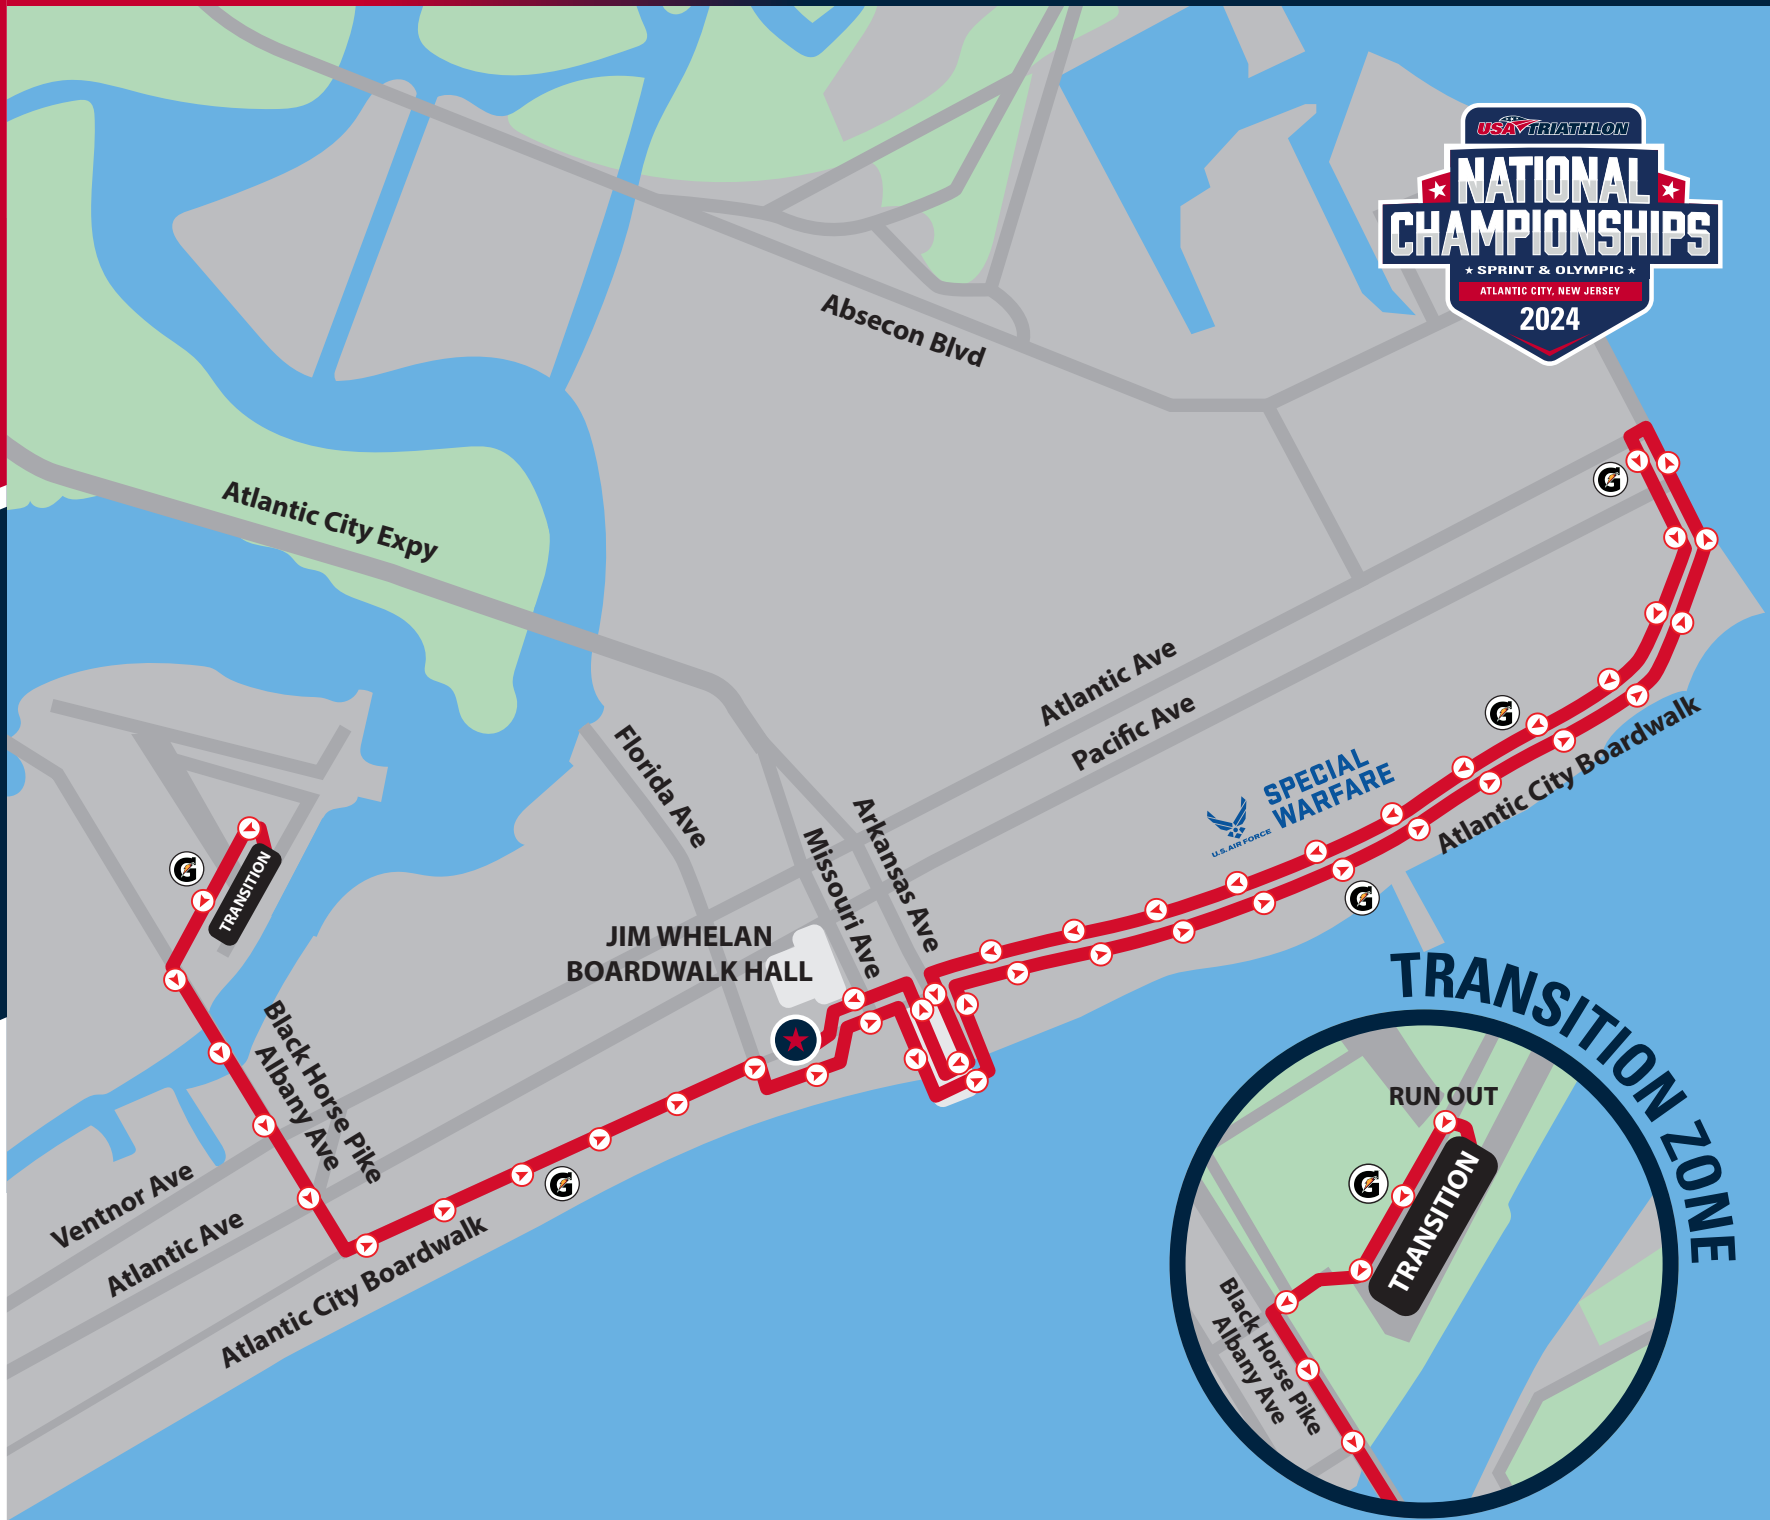 USA TRIATHLON
NATIONAL
CHAMPIONSHIPS
SPRINT & OLYMPIC
ATLANTIC CITY, NEW JERSEY
2024
Absecon Blvd
Atlantic City Expy
Atlantic Ave
Pacific Ave
Florida Ave
Missouri Ave
Arkansas Ave
SPECIAL
WARFARE
U.S. AIR FORCE
Atlantic City Boardwalk
G
G
G
G
TRANSITION
JIM WHELAN
BOARDWALK HALL
Black Horse Pike
Albany Ave
G
Ventnor Ave
Atlantic Ave
Atlantic City Boardwalk
TRANSITION ZONE
RUN OUT
G
TRANSITION
Black Horse Pike
Albany Ave